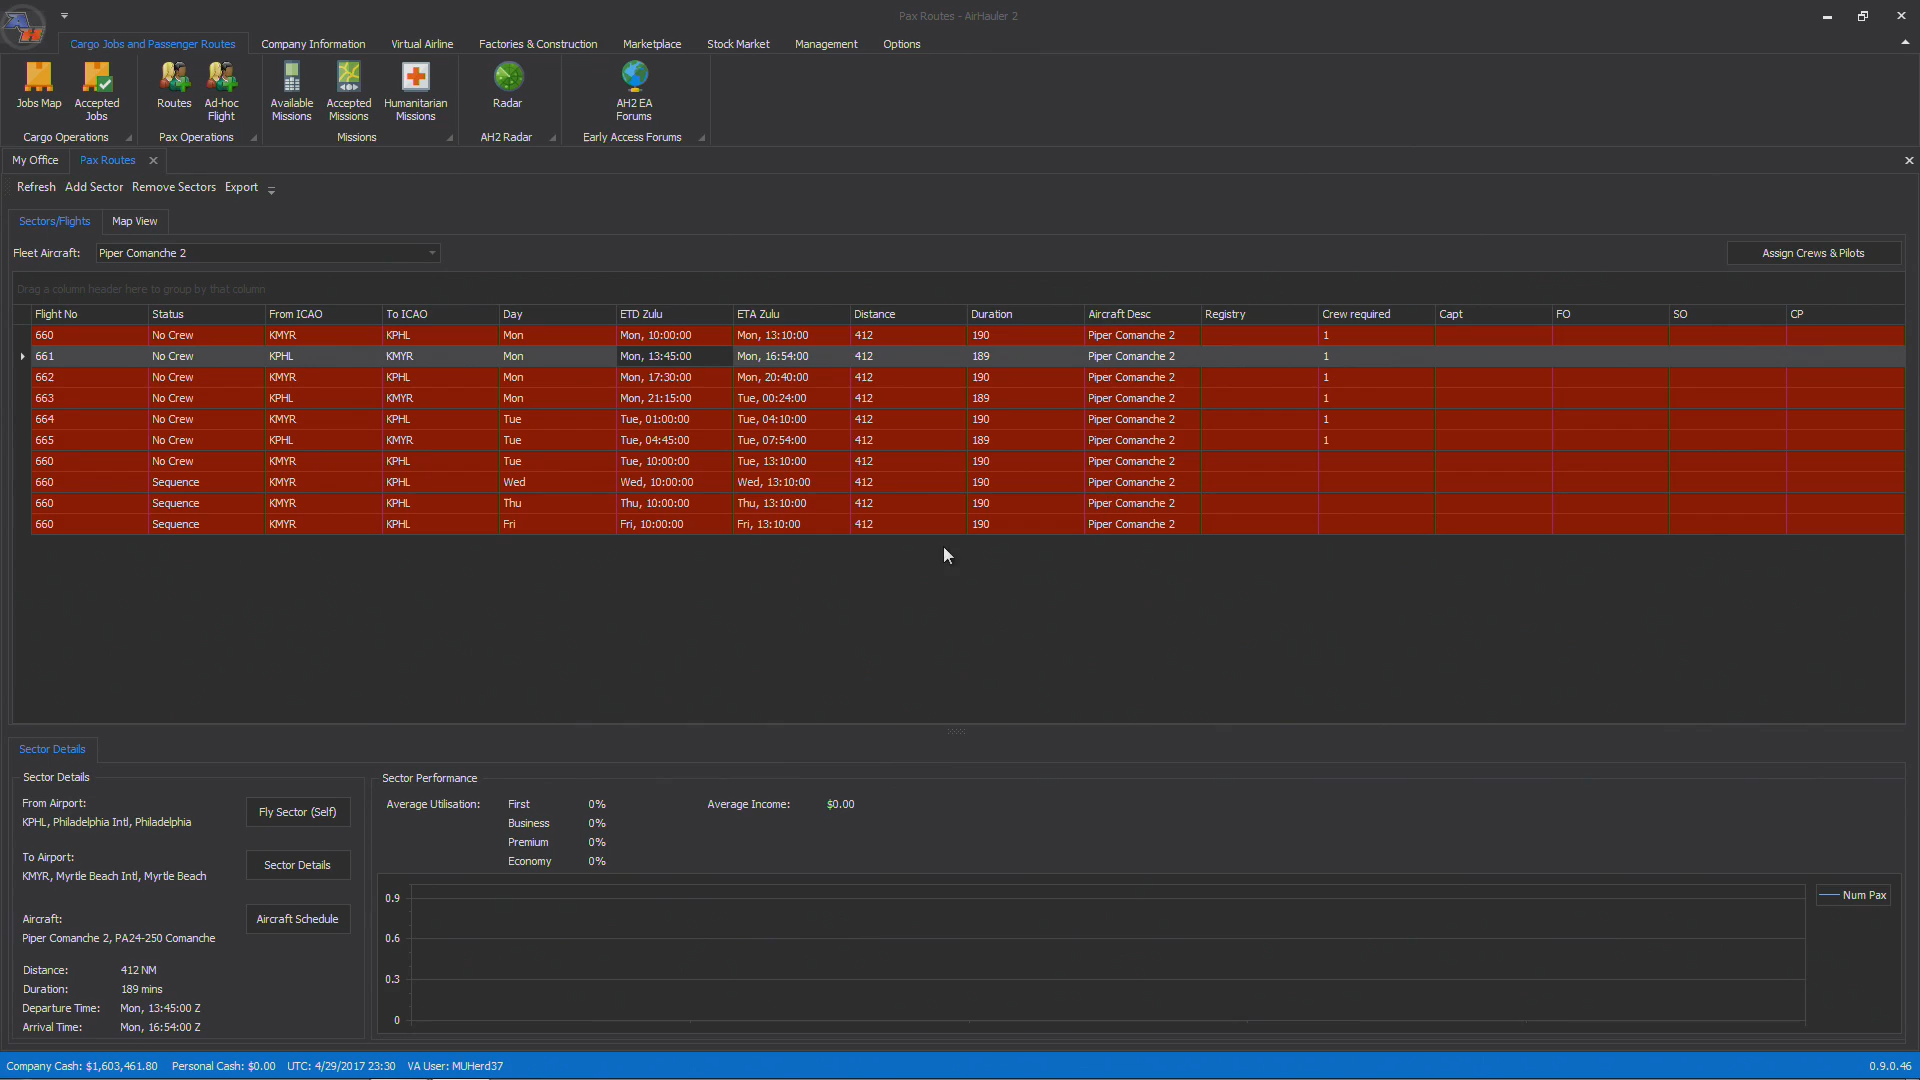 Pax Routes - AirHauler 2
Cargo Jobs and Passenger Routes Company Information Virtual Airline Factories & Construction Marketplace Stock Market Management Options
Jobs Map Accepted Jobs Routes Ad-hoc Flight Available Missions Accepted Missions Humanitarian Missions Radar AH2 EA Forums
Cargo Operations Pax Operations Missions AH2 Radar Early Access Forums
My Office Pax Routes
Refresh Add Sector Remove Sectors Export
Sectors/Flights Map View
Fleet Aircraft: Piper Comanche 2 Assign Crews & Pilots
Drag a column header here to group by that column
Flight No Status From ICAO To ICAO Day ETD Zulu ETA Zulu Distance Duration Aircraft Desc Registry Crew required Capt FO SO CP
660 No Crew KMYR KPHL Mon Mon, 10:00:00 Mon, 13:10:00 412 190 Piper Comanche 2 1
661 No Crew KPHL KMYR Mon Mon, 13:45:00 Mon, 16:54:00 412 189 Piper Comanche 2 1
662 No Crew KMYR KPHL Mon Mon, 17:30:00 Mon, 20:40:00 412 190 Piper Comanche 2 1
663 No Crew KPHL KMYR Mon Mon, 21:15:00 Tue, 00:24:00 412 189 Piper Comanche 2 1
664 No Crew KMYR KPHL Tue Tue, 01:00:00 Tue, 04:10:00 412 190 Piper Comanche 2 1
665 No Crew KPHL KMYR Tue Tue, 04:45:00 Tue, 07:54:00 412 189 Piper Comanche 2 1
660 No Crew KMYR KPHL Tue Tue, 10:00:00 Tue, 13:10:00 412 190 Piper Comanche 2
660 Sequence KMYR KPHL Wed Wed, 10:00:00 Wed, 13:10:00 412 190 Piper Comanche 2
660 Sequence KMYR KPHL Thu Thu, 10:00:00 Thu, 13:10:00 412 190 Piper Comanche 2
660 Sequence KMYR KPHL Fri Fri, 10:00:00 Fri, 13:10:00 412 190 Piper Comanche 2
Sector Details
Sector Details
From Airport:
KPHL, Philadelphia Intl, Philadelphia
Fly Sector (Self)
To Airport:
KMYR, Myrtle Beach Intl, Myrtle Beach
Sector Details
Aircraft:
Piper Comanche 2, PA24-250 Comanche
Aircraft Schedule
Distance: 412 NM
Duration: 189 mins
Departure Time: Mon, 13:45:00 Z
Arrival Time: Mon, 16:54:00 Z
Sector Performance
Average Utilisation: First 0% Average Income: $0.00
Business 0%
Premium 0%
Economy 0%
0.9
0.6
0.3
0
Num Pax
Company Cash: $1,603,461.80 Personal Cash: $0.00 UTC: 4/29/2017 23:30 VA User: MUHerd37 0.9.0.46